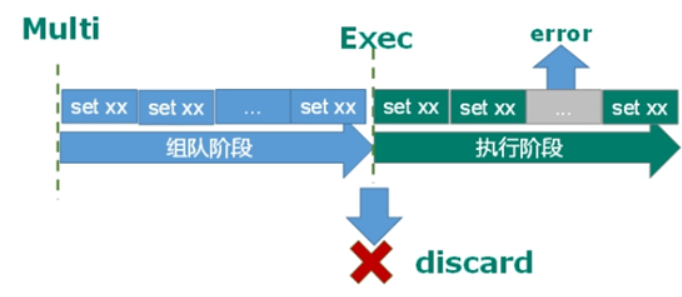 Multi
Exec
error
set xx set xx ... set xx set xx set xx ... set xx
组队阶段 执行阶段
discard